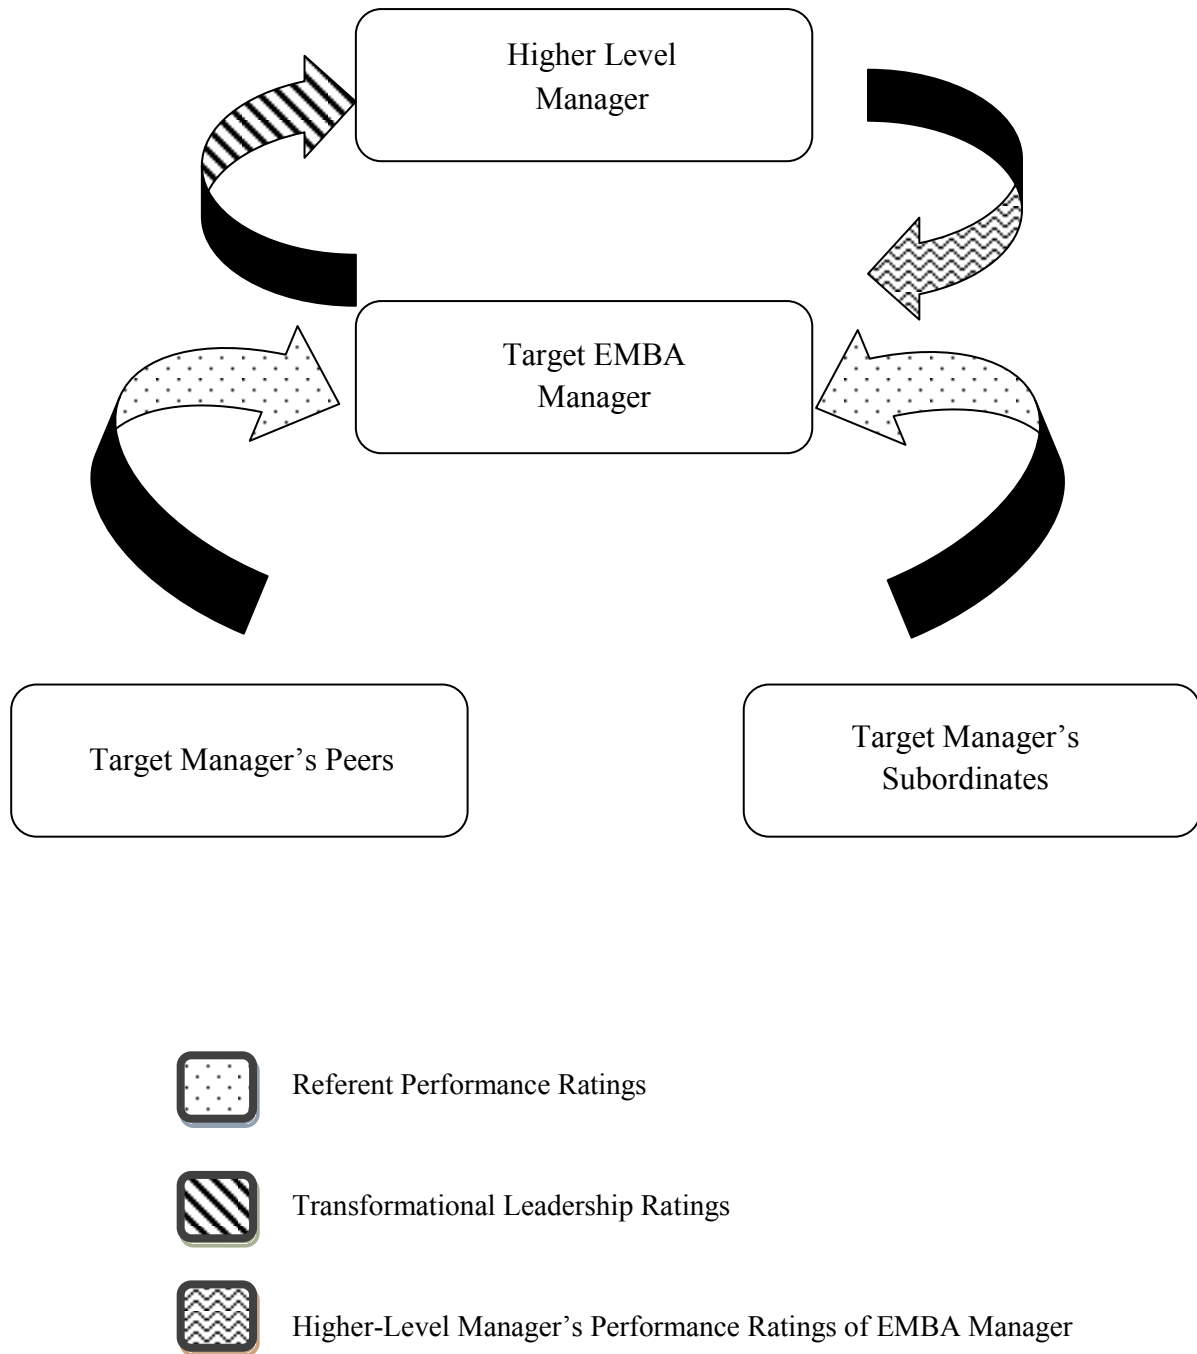 Higher Level
Manager
Target EMBA
Manager
Target Manager’s Peers
Target Manager’s
Subordinates
Referent Performance Ratings
Transformational Leadership Ratings
Higher-Level Manager’s Performance Ratings of EMBA Manager